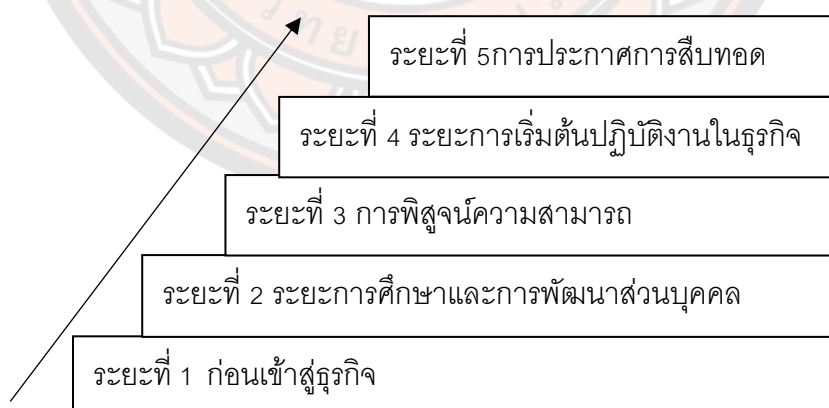 ระยะที่ 5การประกาศการสืบทอด
ระยะที่ 4 ระยะการเริ่มต้นปฏิบัติงานในธุรกิจ
ระยะที่ 3 การพิสูจน์ความสามารถ
ระยะที่ 2 ระยะการศึกษาและการพัฒนาส่วนบุคคล
ระยะที่ 1 ก่อนเข้าสู่ธุรกิจ